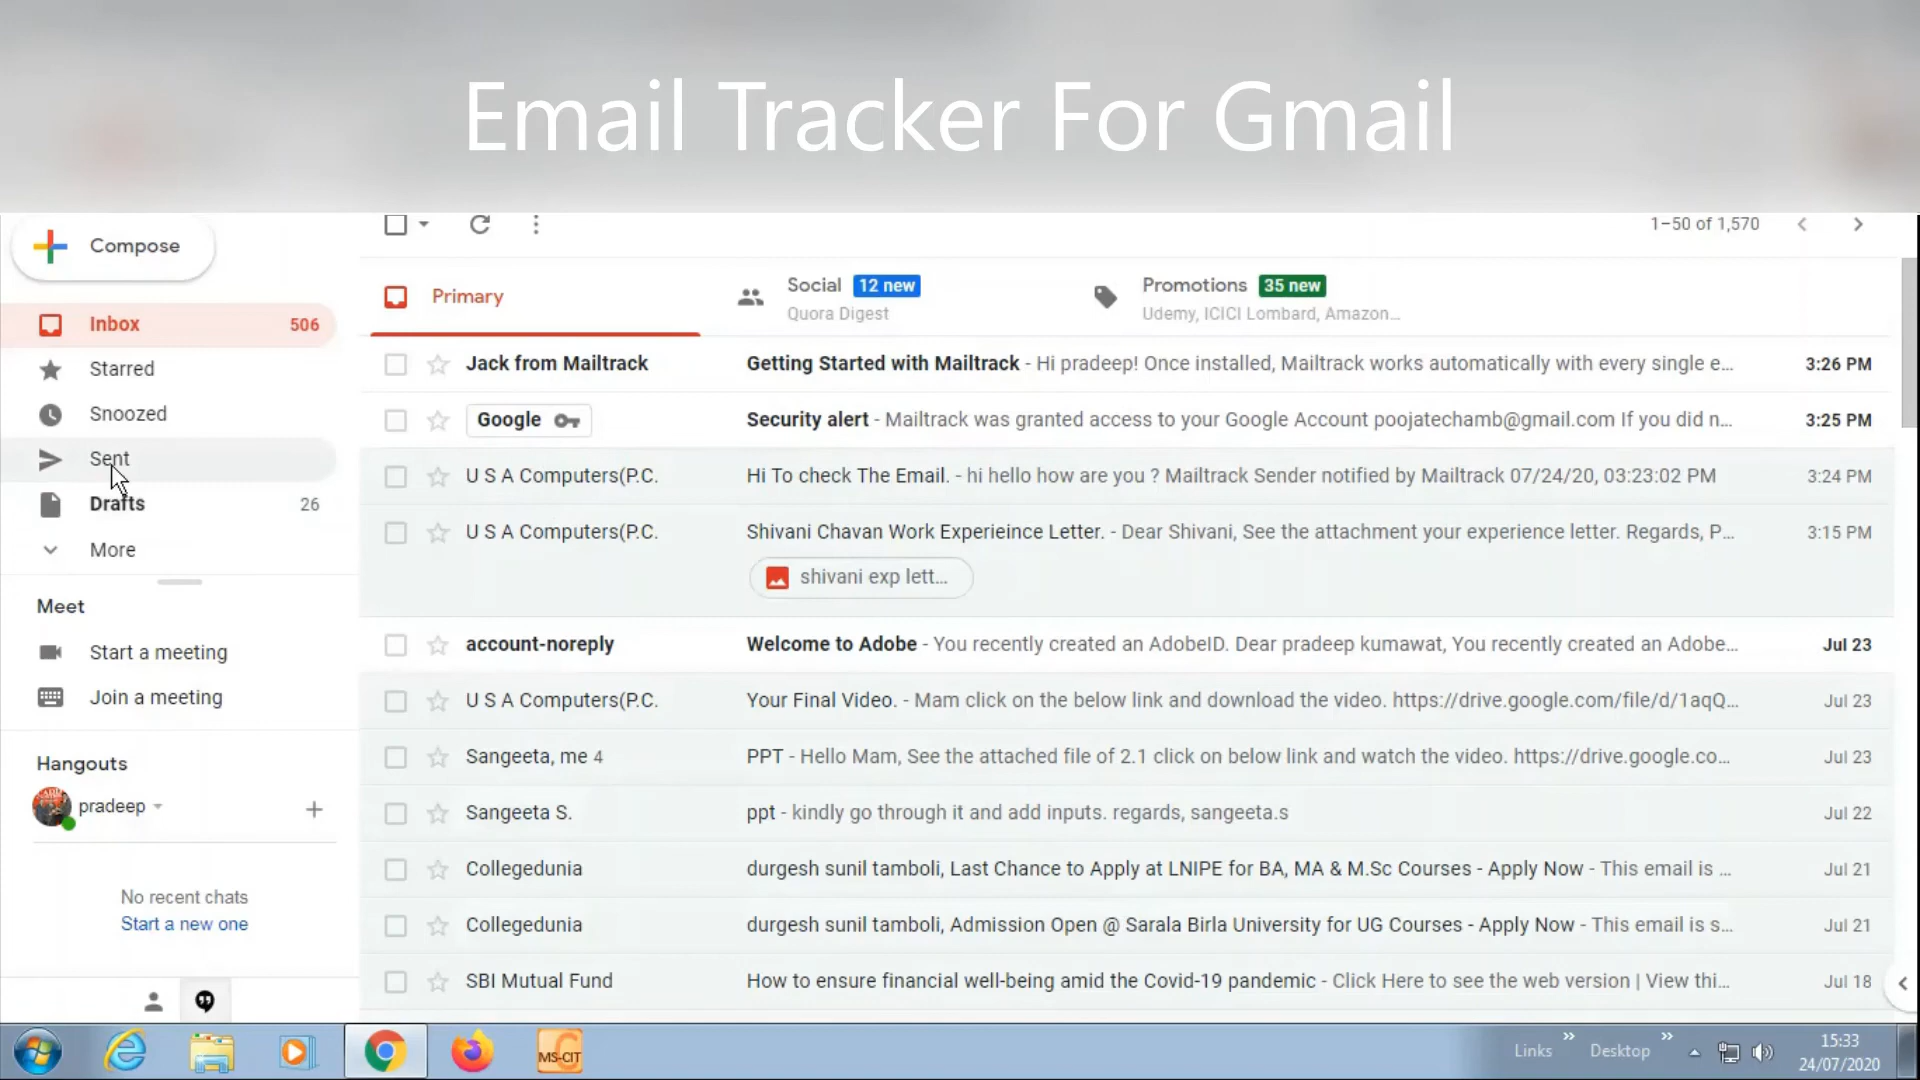 Email Tracker For Gmail
Compose
1–50 of 1,570
Primary
Social 12 new
Quora Digest
Promotions 35 new
Udemy, ICICI Lombard, Amazon...
Inbox 506
Starred
Snoozed
Sent
Drafts 26
More
Jack from Mailtrack Getting Started with Mailtrack - Hi pradeep! Once installed, Mailtrack works automatically with every single e... 3:26 PM
Google Security alert - Mailtrack was granted access to your Google Account poojatechamb@gmail.com If you did n... 3:25 PM
U S A Computers(P.C. Hi To check The Email. - hi hello how are you ? Mailtrack Sender notified by Mailtrack 07/24/20, 03:23:02 PM 3:24 PM
U S A Computers(P.C. Shivani Chavan Work Experieince Letter. - Dear Shivani, See the attachment your experience letter. Regards, P... 3:15 PM
shivani exp lett...
account-noreply Welcome to Adobe - You recently created an AdobeID. Dear pradeep kumawat, You recently created an Adobe... Jul 23
U S A Computers(P.C. Your Final Video. - Mam click on the below link and download the video. https://drive.google.com/file/d/1aqQ... Jul 23
Sangeeta, me 4 PPT - Hello Mam, See the attached file of 2.1 click on below link and watch the video. https://drive.google.co... Jul 23
Sangeeta S. ppt - kindly go through it and add inputs. regards, sangeeta.s Jul 22
Collegedunia durgesh sunil tamboli, Last Chance to Apply at LNIPE for BA, MA & M.Sc Courses - Apply Now - This email is ... Jul 21
Collegedunia durgesh sunil tamboli, Admission Open @ Sarala Birla University for UG Courses - Apply Now - This email is s... Jul 21
SBI Mutual Fund How to ensure financial well-being amid the Covid-19 pandemic - Click Here to see the web version | View thi... Jul 18
Meet
Start a meeting
Join a meeting
Hangouts
pradeep
No recent chats
Start a new one
MS-CIT
Links
Desktop
15:33
24/07/2020